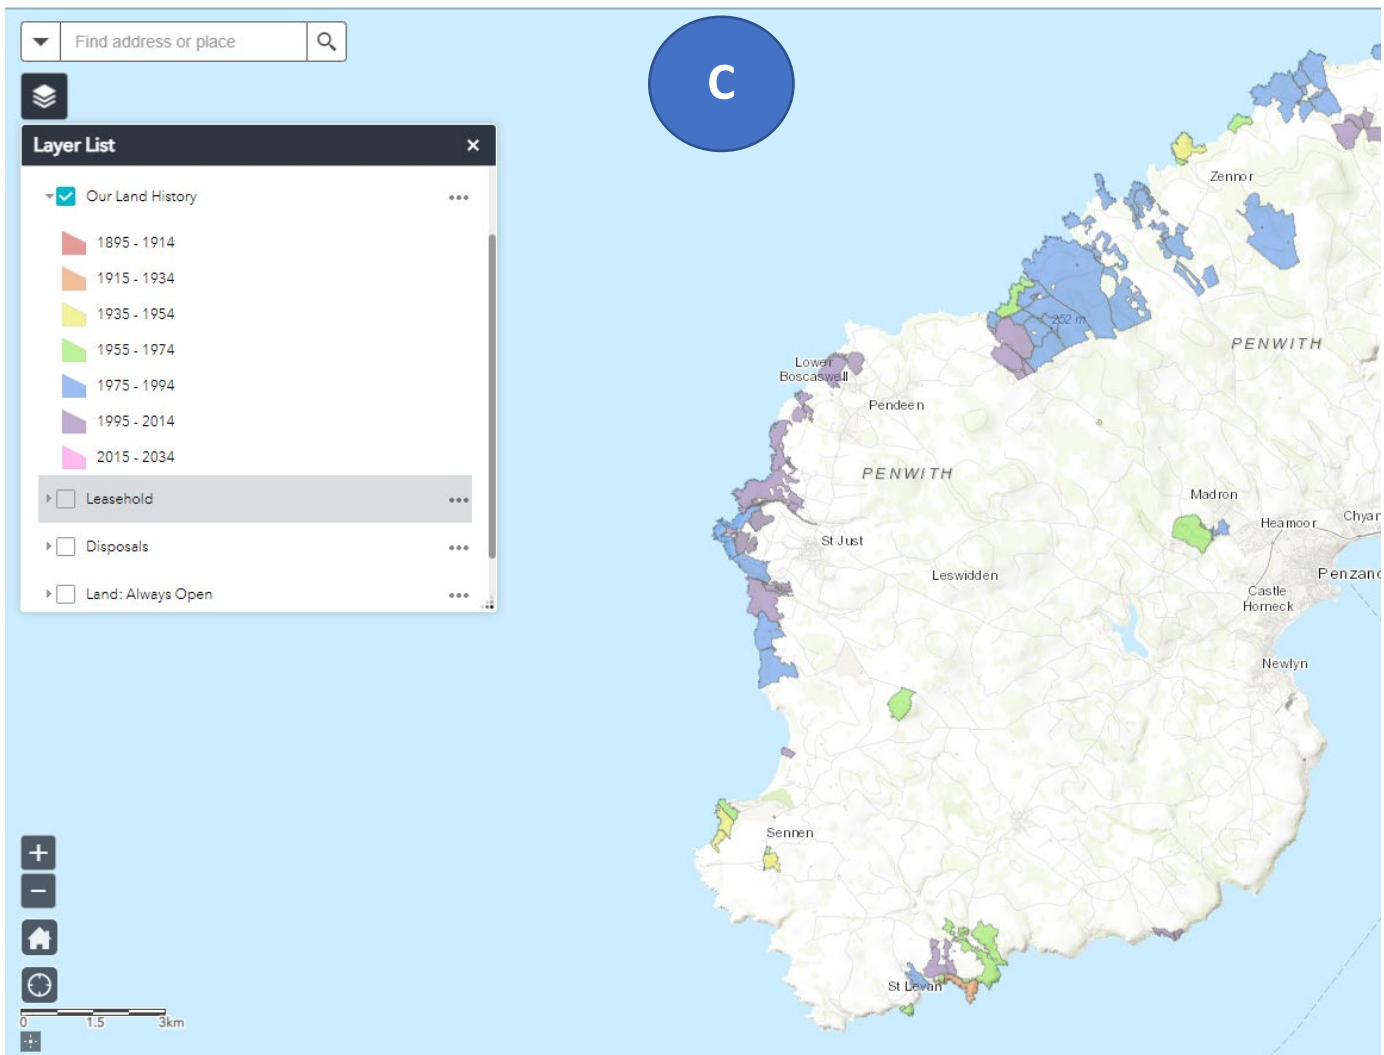 Find address or place
C
Layer List
Our Land History
1895 - 1914
1915 - 1934
1935 - 1954
1955 - 1974
1975 - 1994
1995 - 2014
2015 - 2034
Leasehold
Disposals
Land: Always Open
0 1.5 3km
Zennor
252 m
PENWITH
Lower
Boscaswell
Pendeen
PENWITH
Madron
Heamoor
Chyan
St Just
Leswidden
Penzanc
Castle
Horneck
Newlyn
Sennen
St Levan